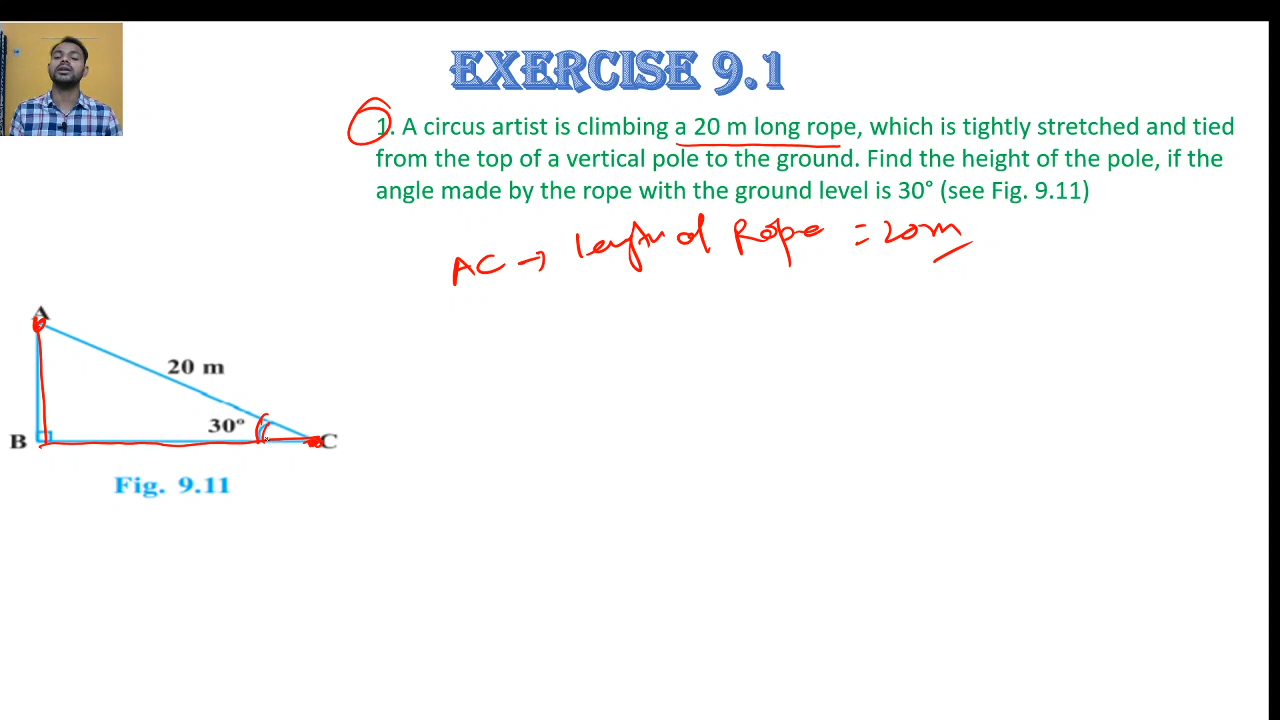 EXERCISE 9.1
1. A circus artist is climbing a 20 m long rope, which is tightly stretched and tied
from the top of a vertical pole to the ground. Find the height of the pole, if the
angle made by the rope with the ground level is 30° (see Fig. 9.11)
AC → length of Rope = 20m
A
20 m
30°
B
C
Fig. 9.11